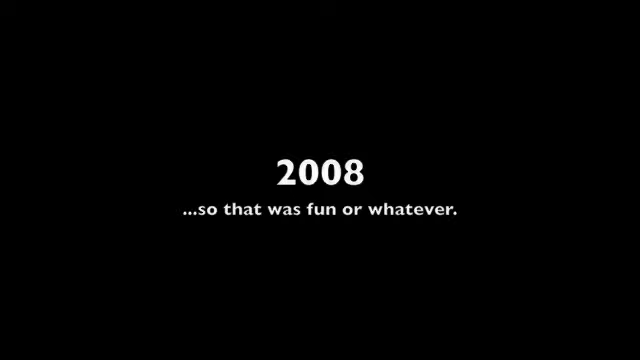 2008
...so that was fun or whatever.